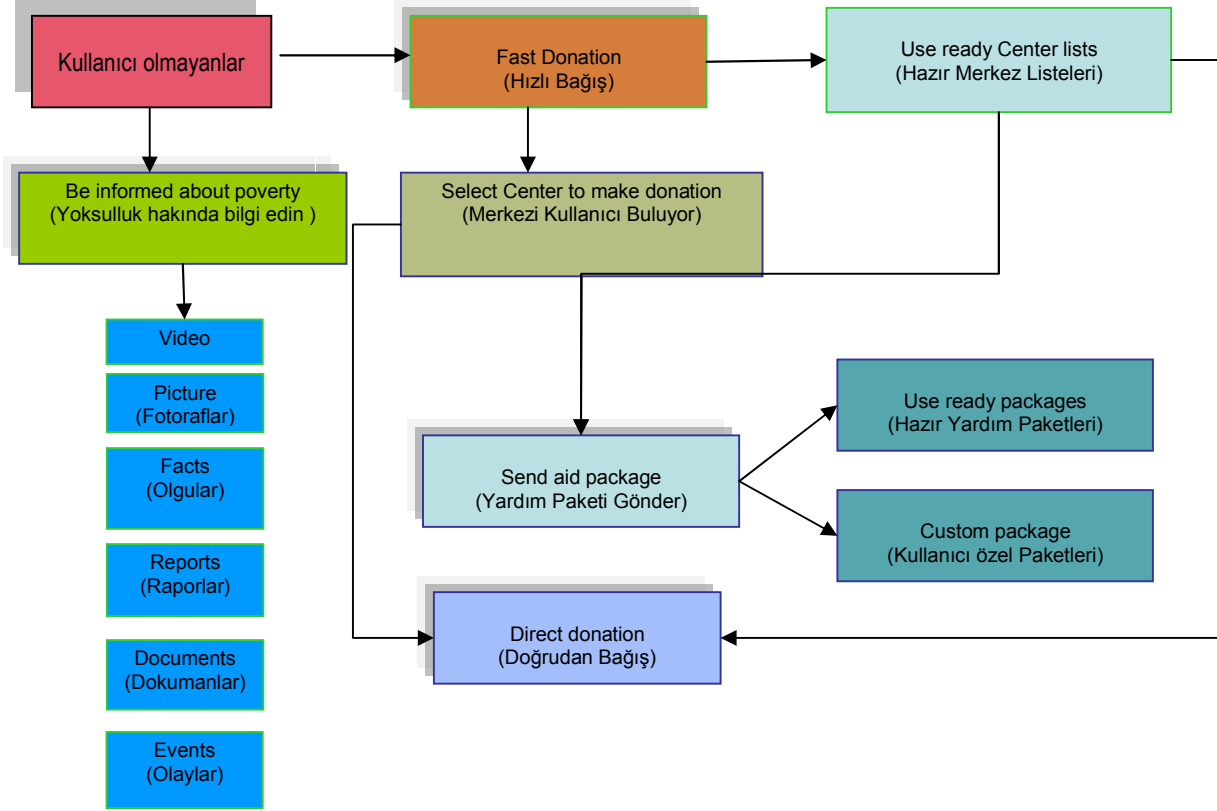 Kullanıcı olmayanlar
Fast Donation
(Hızlı Bağış)
Use ready Center lists
(Hazır Merkez Listeleri)
Be informed about poverty
(Yoksulluk hakında bilgi edin )
Select Center to make donation
(Merkezi Kullanıcı Buluyor)
Video
Picture
(Fotoraflar)
Facts
(Olgular)
Reports
(Raporlar)
Documents
(Dokumanlar)
Events
(Olaylar)
Send aid package
(Yardım Paketi Gönder)
Use ready packages
(Hazır Yardım Paketleri)
Custom package
(Kullanıcı özel Paketleri)
Direct donation
(Doğrudan Bağış)